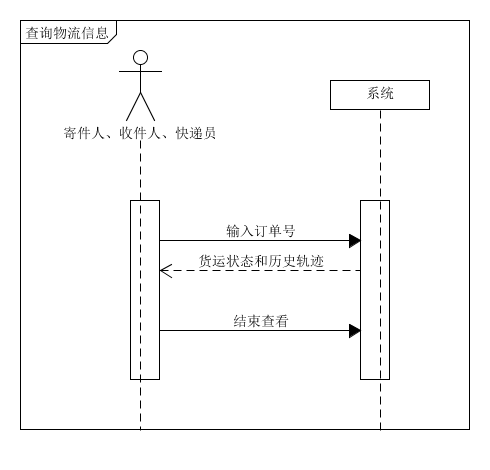 查询物流信息
系统
寄件人、收件人、快递员
输入订单号
货运状态和历史轨迹
结束查看